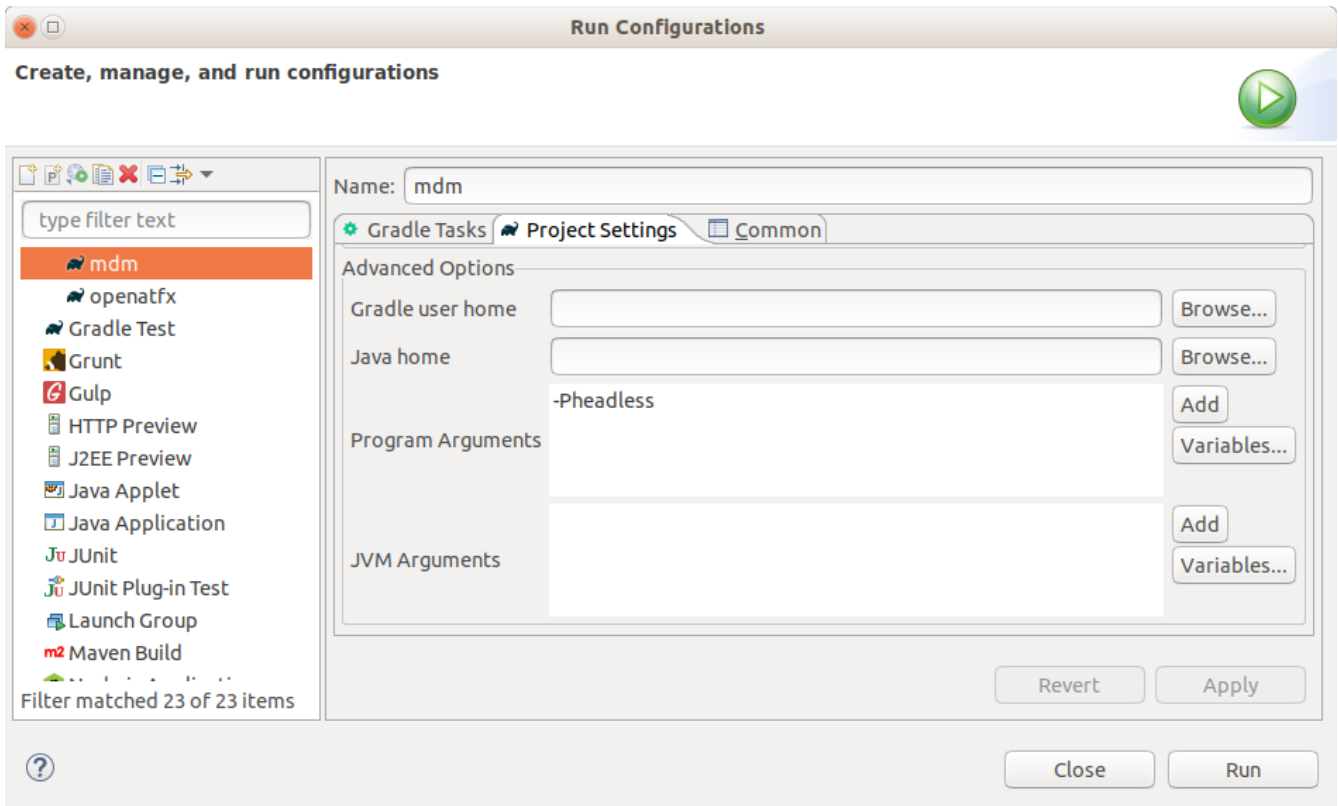 Run Configurations
Create, manage, and run configurations
type filter text
mdm
openatfx
Gradle Test
Grunt
Gulp
HTTP Preview
J2EE Preview
Java Applet
Java Application
JUnit
JUnit Plug-in Test
Launch Group
m2 Maven Build
Filter matched 23 of 23 items
Name: mdm
Gradle Tasks Project Settings Common
Advanced Options
Gradle user home Browse...
Java home Browse...
Program Arguments -Pheadless Add Variables...
JVM Arguments Add Variables...
Revert Apply
? Close Run